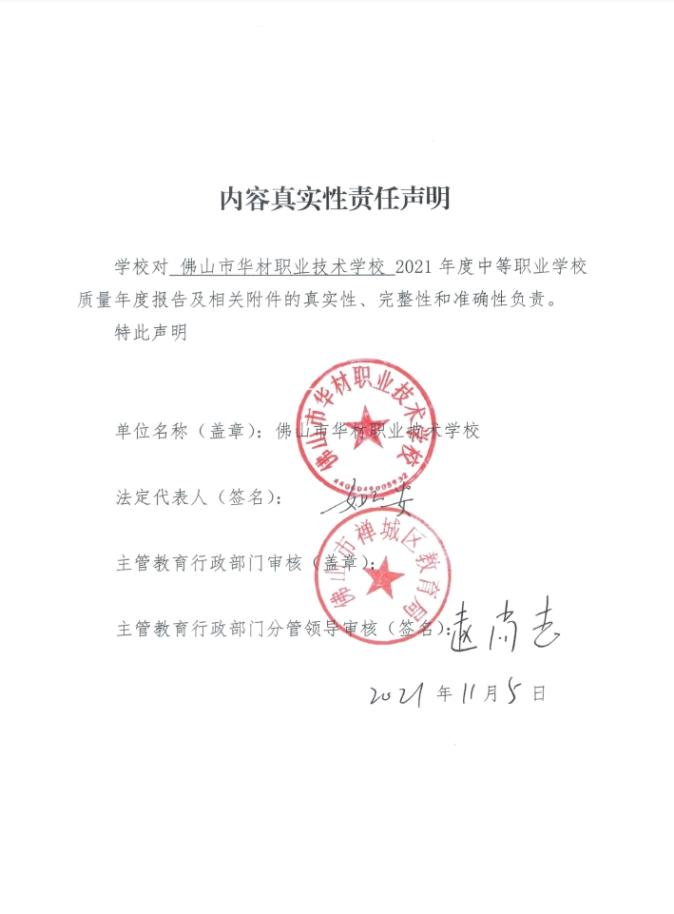 内容真实性责任声明
学校对 佛山市华材职业技术学校 2021 年度中等职业学校
质量年度报告及相关附件的真实性、完整性和准确性负责。
特此声明
佛山市华材职业技术学校
单位名称（盖章）：佛山市华材职业技术学校
法定代表人（签名）：
佛山市禅城区教育局
主管教育行政部门审核（盖章）：
主管教育行政部门分管领导审核（签名）：赵尚志
2021 年 11 月 5 日